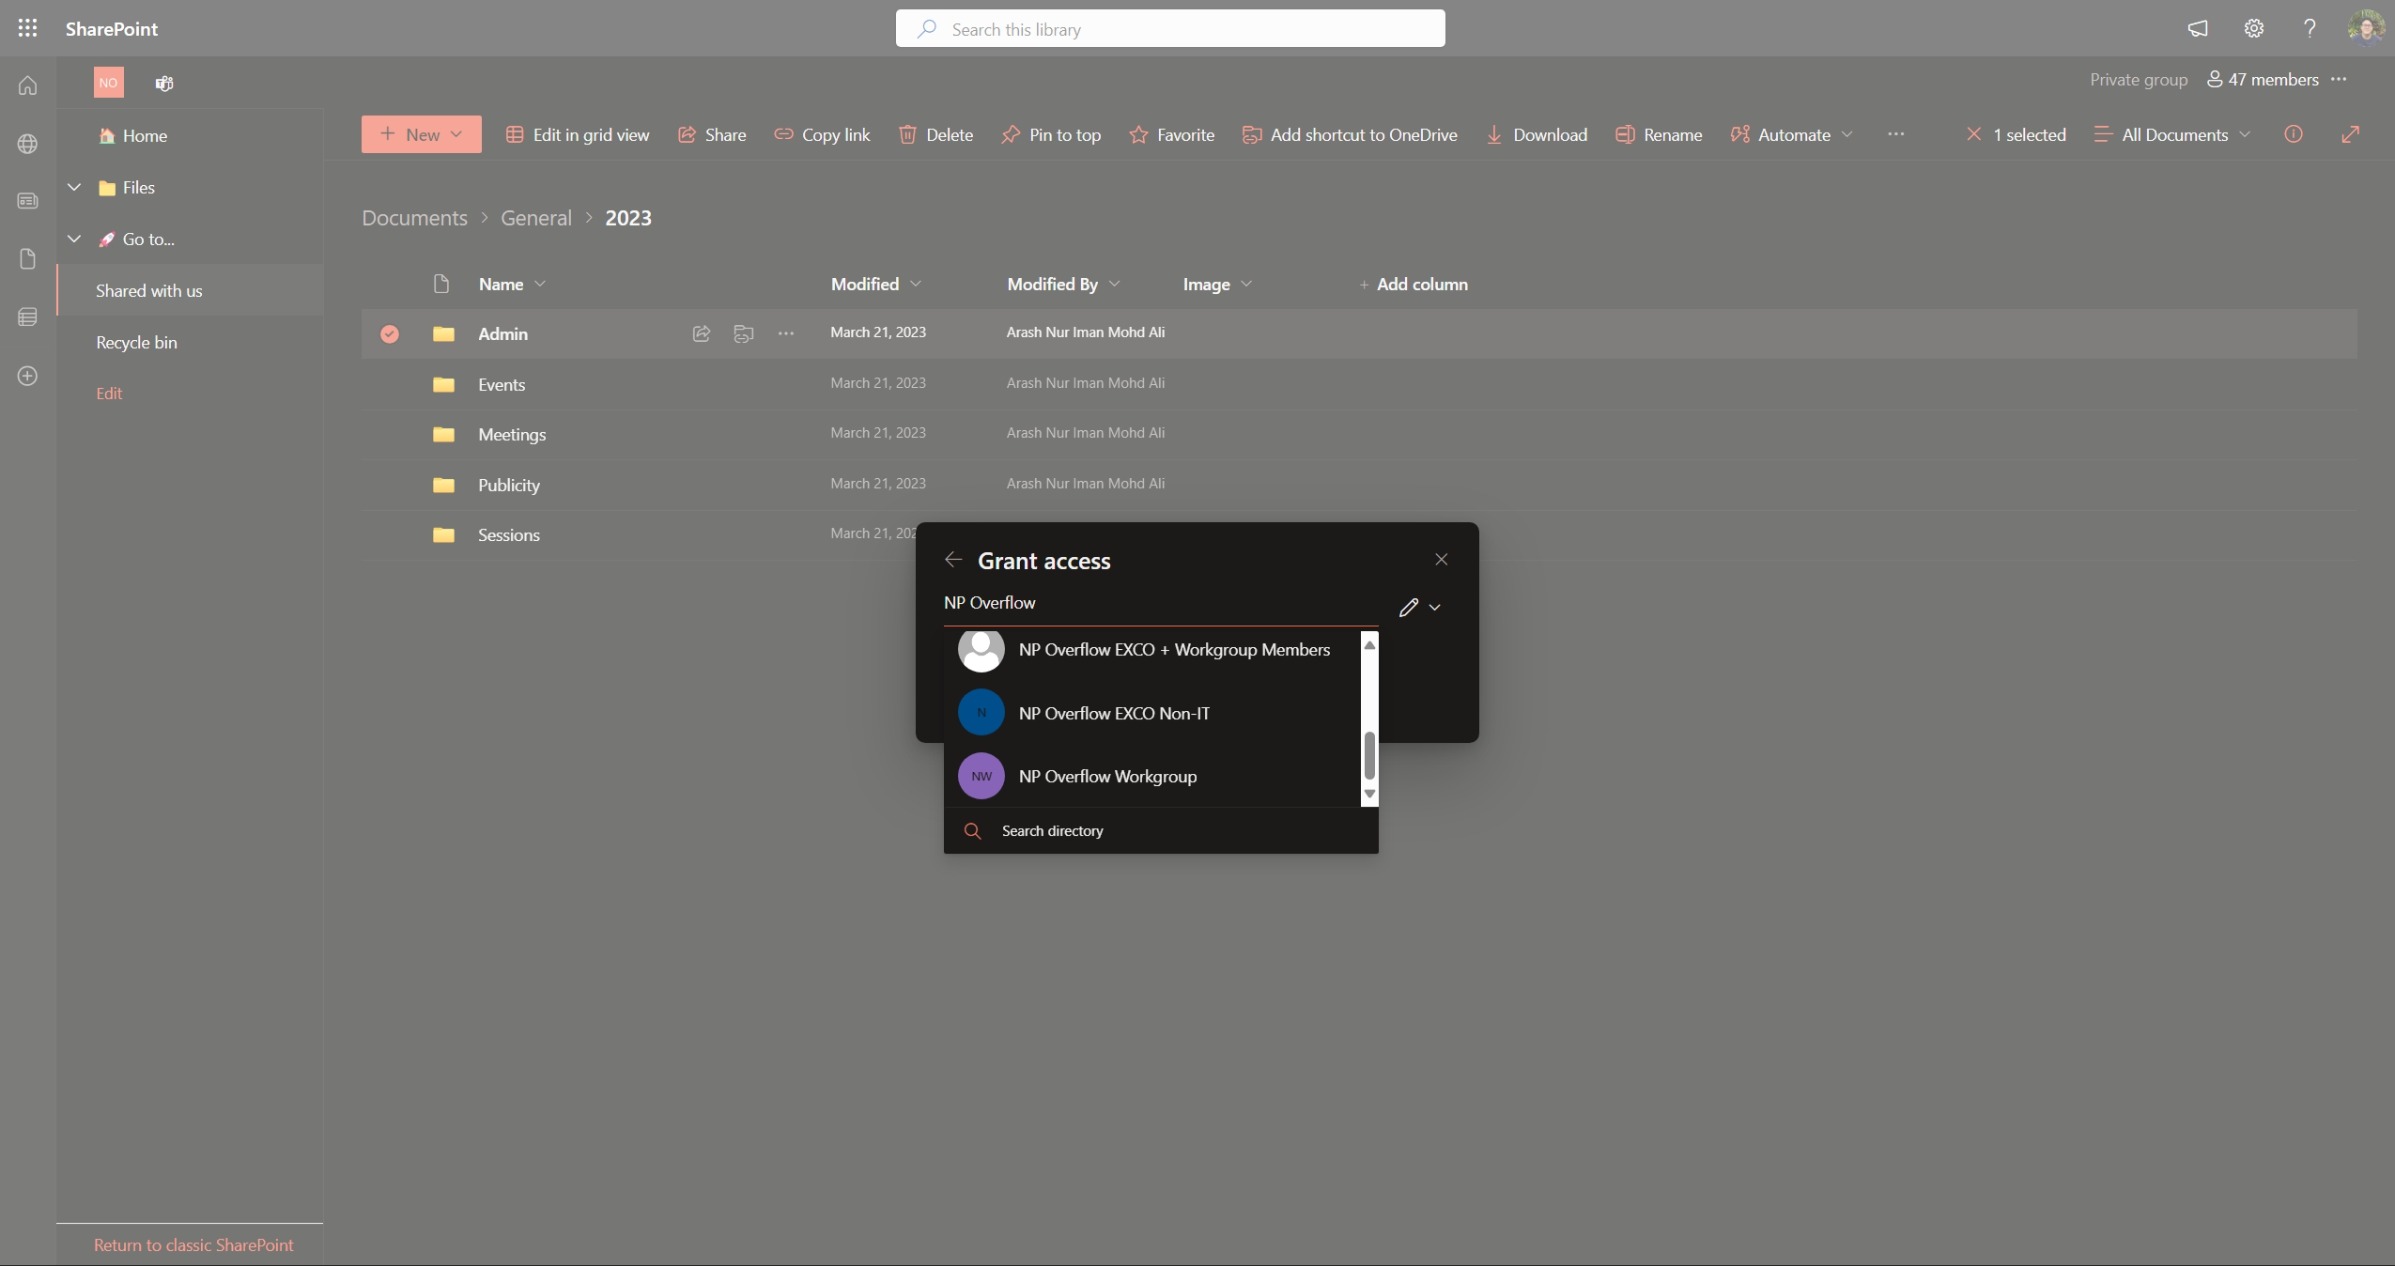 SharePoint
Search this library
NO
Private group 47 members
Home
Files
Go to...
Shared with us
Recycle bin
Edit
+ New
Edit in grid view
Share
Copy link
Delete
Pin to top
Favorite
Add shortcut to OneDrive
Download
Rename
Automate
1 selected
All Documents
Documents > General > 2023
Name Modified Modified By Image + Add column
Admin March 21, 2023 Arash Nur Iman Mohd Ali
Events March 21, 2023 Arash Nur Iman Mohd Ali
Meetings March 21, 2023 Arash Nur Iman Mohd Ali
Publicity March 21, 2023 Arash Nur Iman Mohd Ali
Sessions March 21, 202
Grant access
NP Overflow
NP Overflow EXCO + Workgroup Members
N NP Overflow EXCO Non-IT
NW NP Overflow Workgroup
Search directory
Return to classic SharePoint